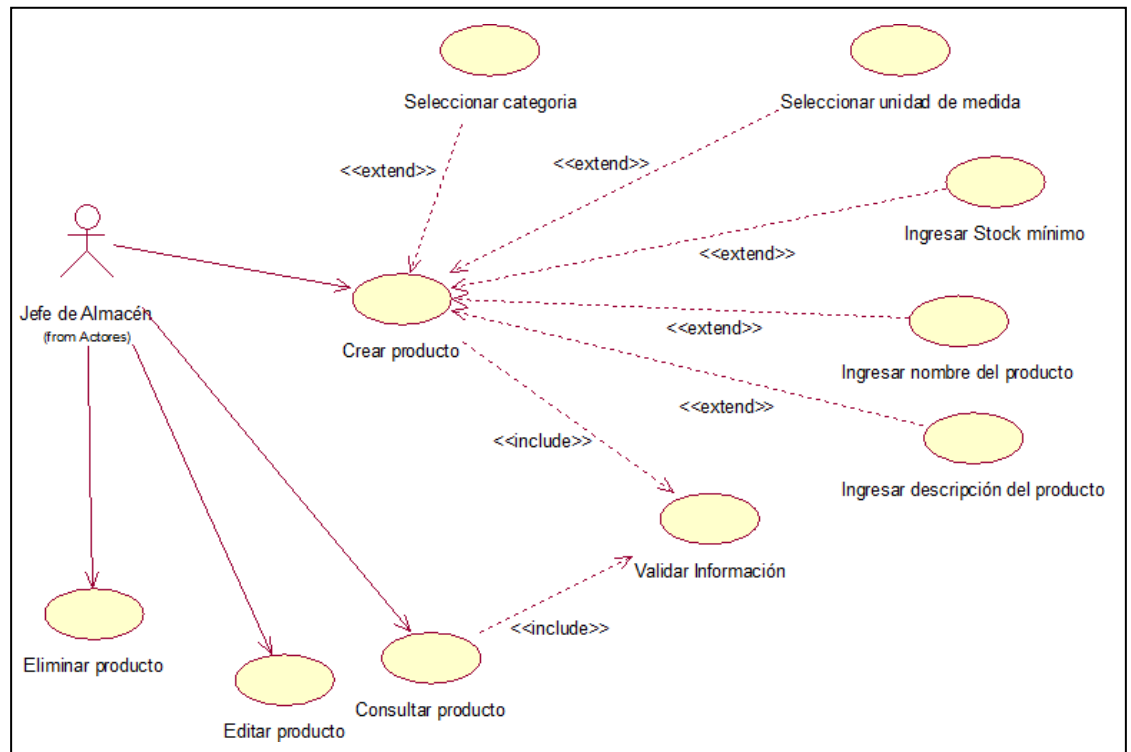 Seleccionar categoria
Seleccionar unidad de medida
<<extend>>
<<extend>>
Ingresar Stock mínimo
<<extend>>
Jefe de Almacén
(from Actores)
Crear producto
<<extend>>
Ingresar nombre del producto
<<extend>>
<<include>>
Ingresar descripción del producto
Validar Información
<<include>>
Eliminar producto
Editar producto
Consultar producto